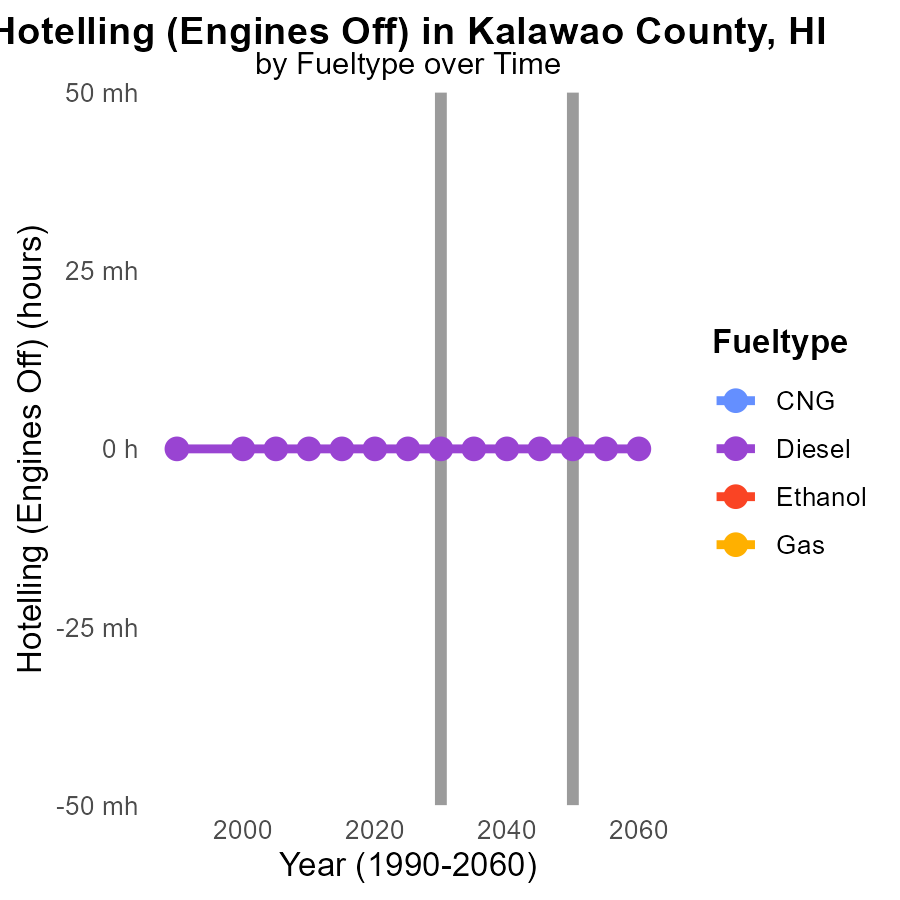 Hotelling (Engines Off) in Kalawao County, HI
by Fueltype over Time
50 mh
25 mh
0 h
-25 mh
-50 mh
Hotelling (Engines Off) (hours)
2000 2020 2040 2060
Year (1990-2060)
Fueltype
CNG
Diesel
Ethanol
Gas